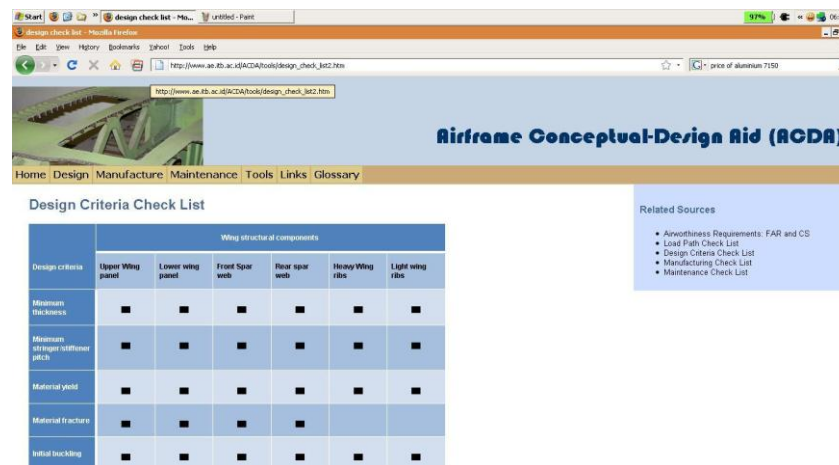 Start
design check list - Mo...
untitled - Paint
97%
design check list - Mozilla Firefox
File Edit View History Bookmarks Yahoo! Tools Help
http://www.ae.itb.ac.id/ACDA/tools/design_check_list2.htm
price of aluminium 7150
http://www.ae.itb.ac.id/ACDA/tools/design_check_list2.htm
Airframe Conceptual-Design Aid (ACDA)
Home Design Manufacture Maintenance Tools Links Glossary
Design Criteria Check List
Wing structural components
Design criteria
Upper Wing panel
Lower wing panel
Front Spar web
Rear spar web
Heavy Wing ribs
Light wing ribs
Minimum thickness
Minimum stringer/stiffener pitch
Material yield
Material fracture
Initial buckling
Related Sources
Airworthiness Requirements: FAR and CS
Load Path Check List
Design Criteria Check List
Manufacturing Check List
Maintenance Check List